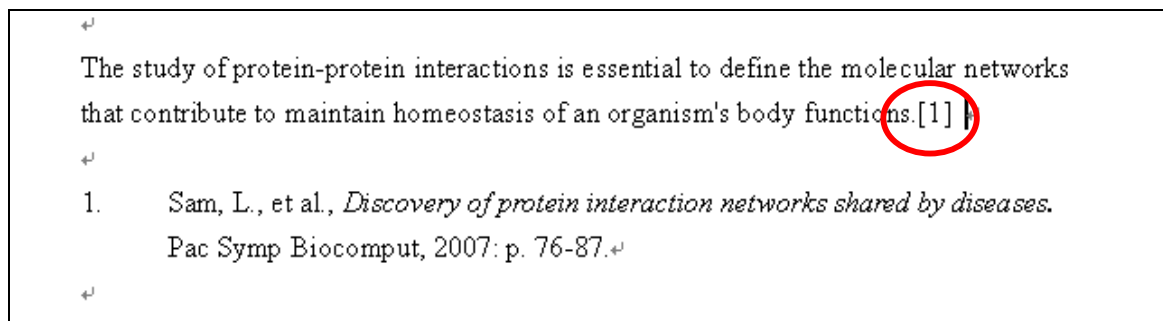 The study of protein-protein interactions is essential to define the molecular networks
that contribute to maintain homeostasis of an organism's body functions.[1]
1. Sam, L., et al., Discovery of protein interaction networks shared by diseases.
Pac Symp Biocomput, 2007: p. 76-87.